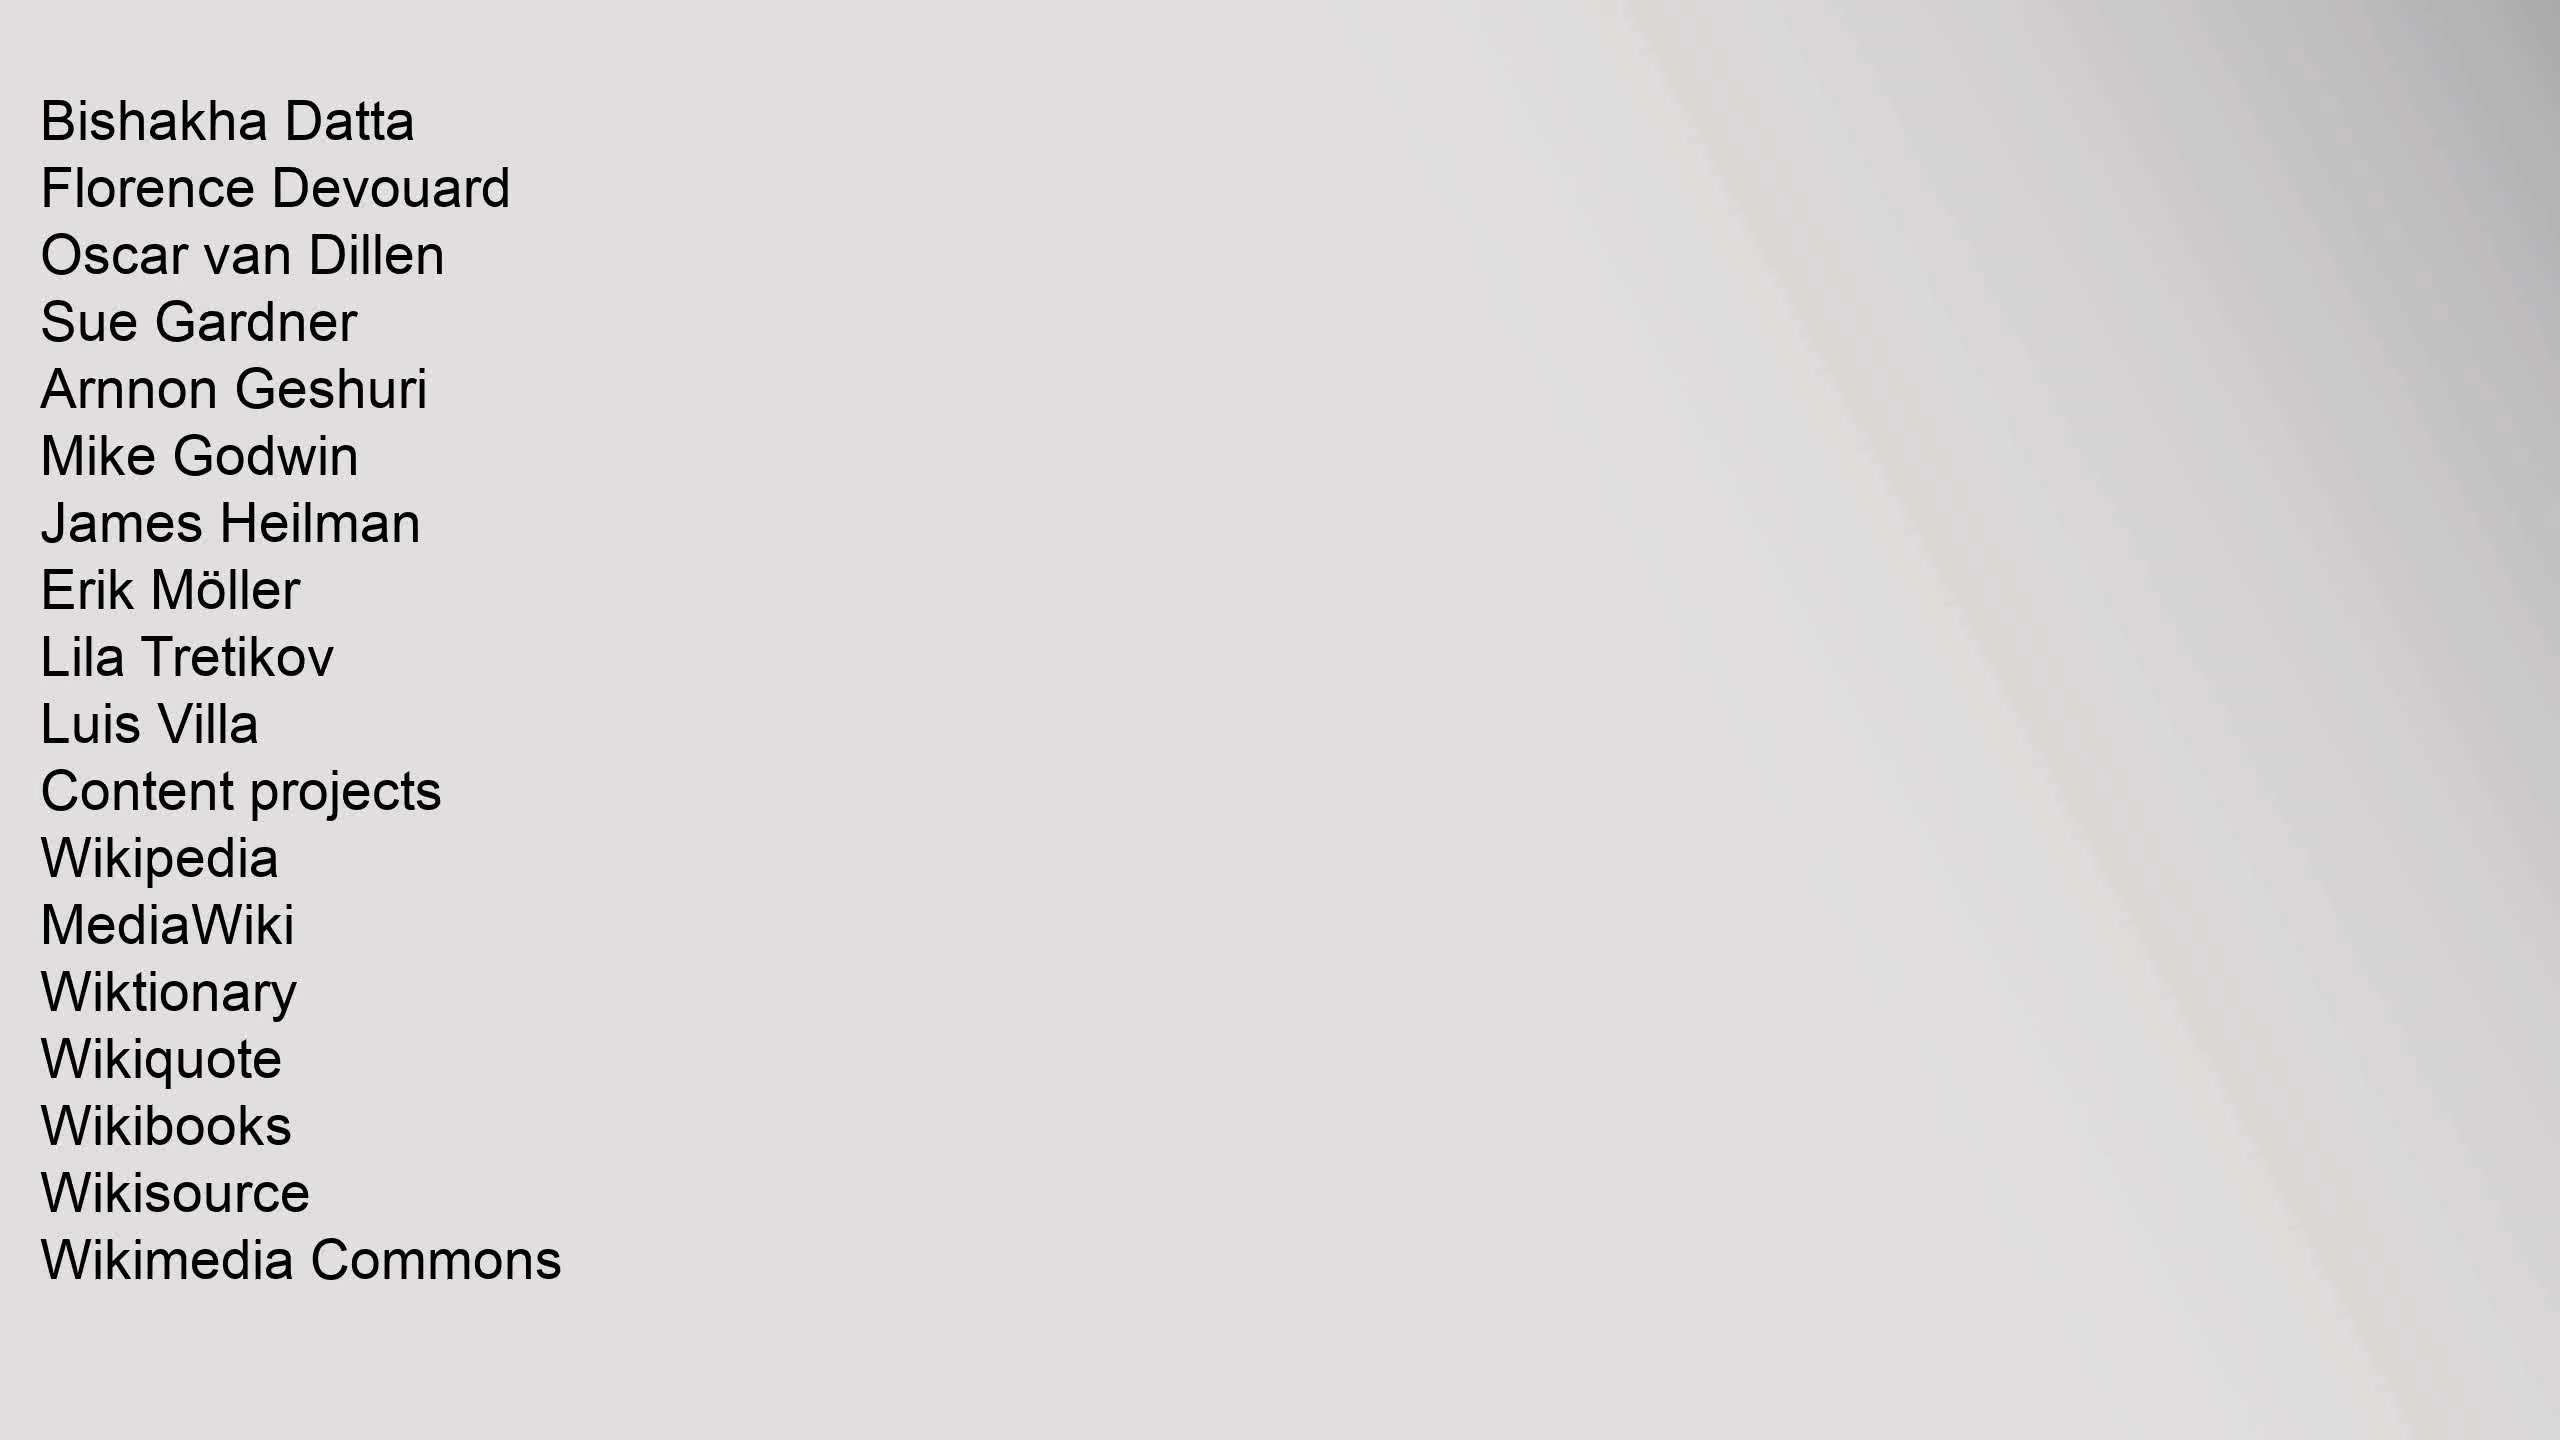 Bishakha Datta
Florence Devouard
Oscar van Dillen
Sue Gardner
Arnnon Geshuri
Mike Godwin
James Heilman
Erik Möller
Lila Tretikov
Luis Villa
Content projects
Wikipedia
MediaWiki
Wiktionary
Wikiquote
Wikibooks
Wikisource
Wikimedia Commons